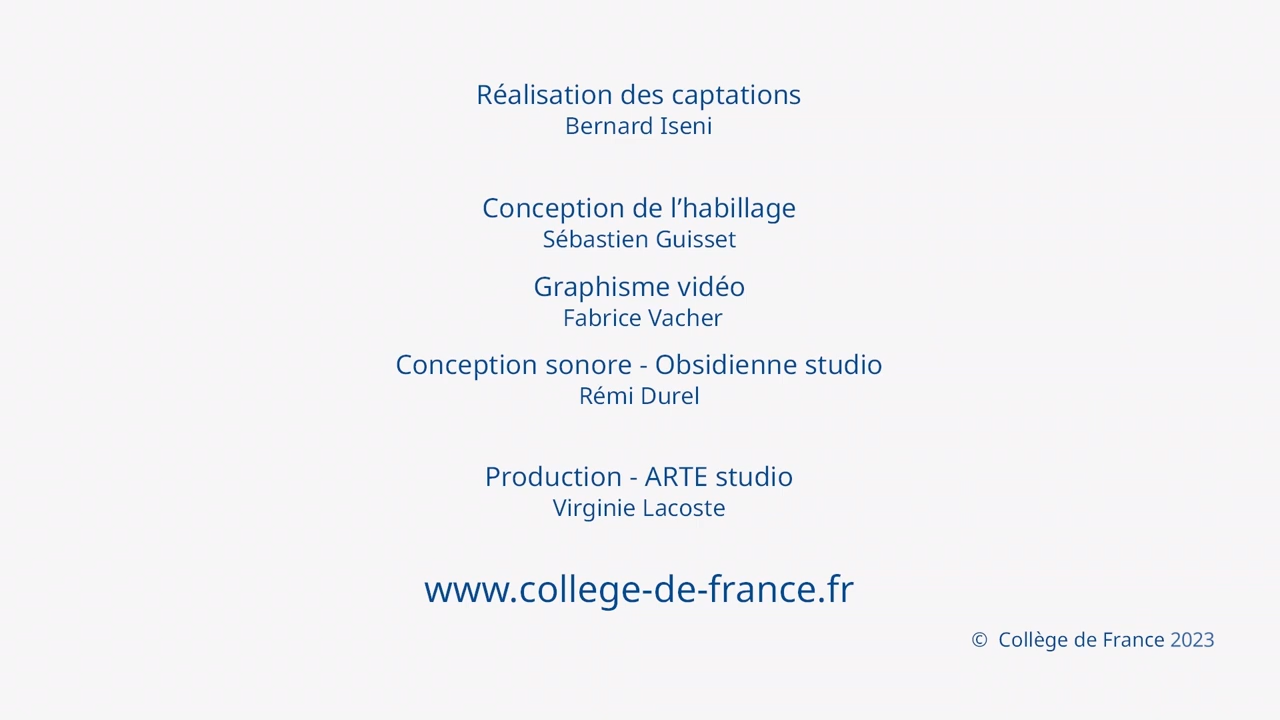 Réalisation des captations
Bernard Iseni
Conception de l’habillage
Sébastien Guisset
Graphisme vidéo
Fabrice Vacher
Conception sonore - Obsidienne studio
Rémi Durel
Production - ARTE studio
Virginie Lacoste
www.college-de-france.fr
© Collège de France 2023